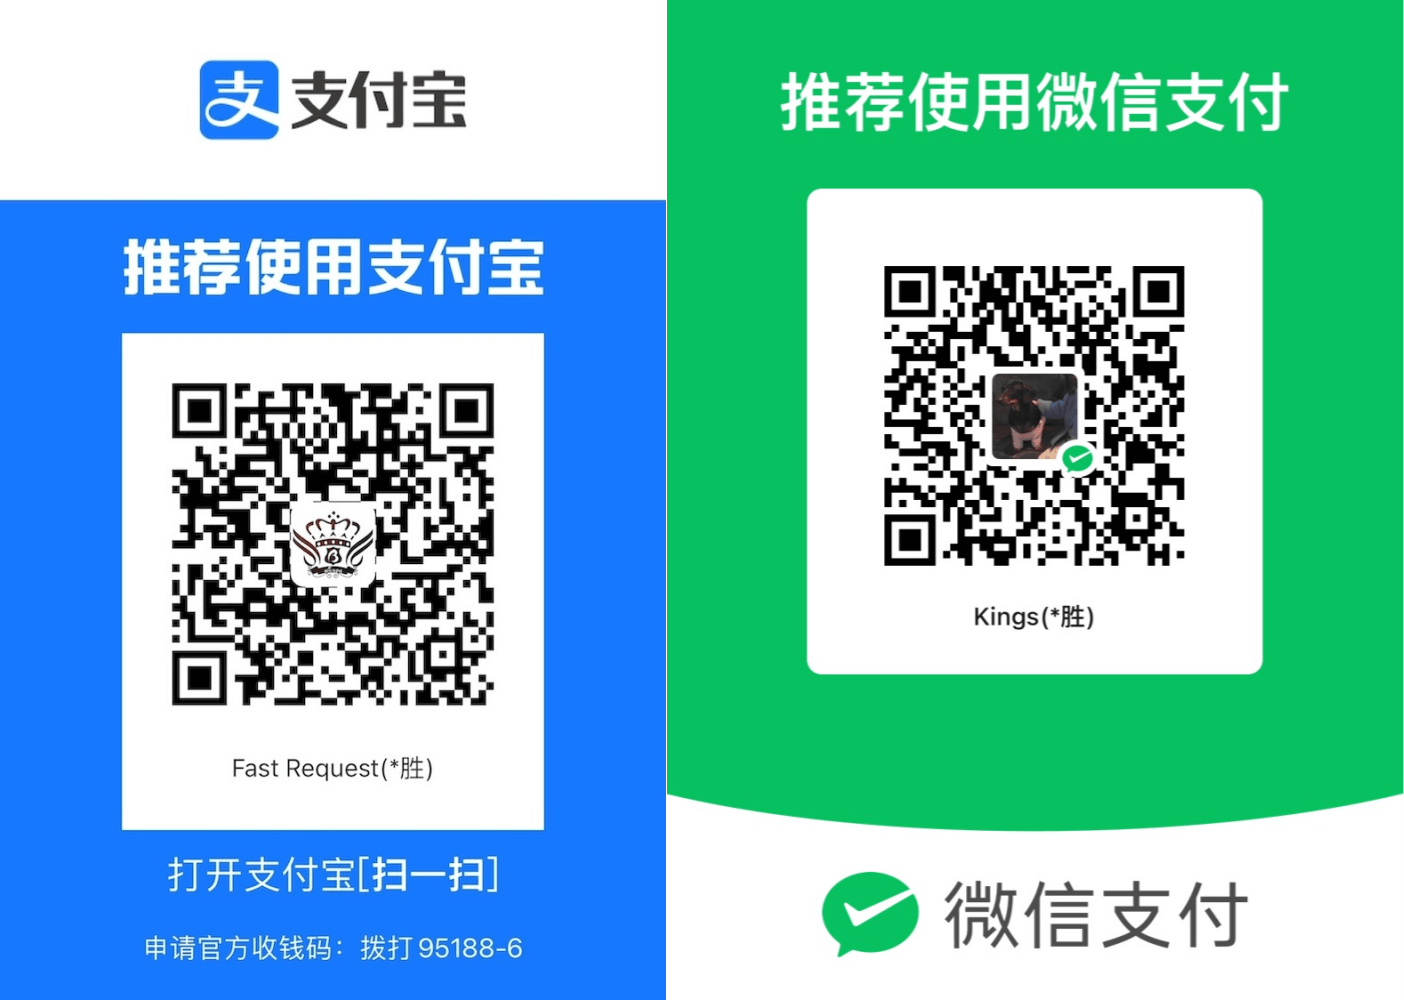 支付宝
推荐使用支付宝
Fast Request(*胜)
打开支付宝[扫一扫]
申请官方收钱码：拨打 95188-6
推荐使用微信支付
Kings(*胜)
微信支付